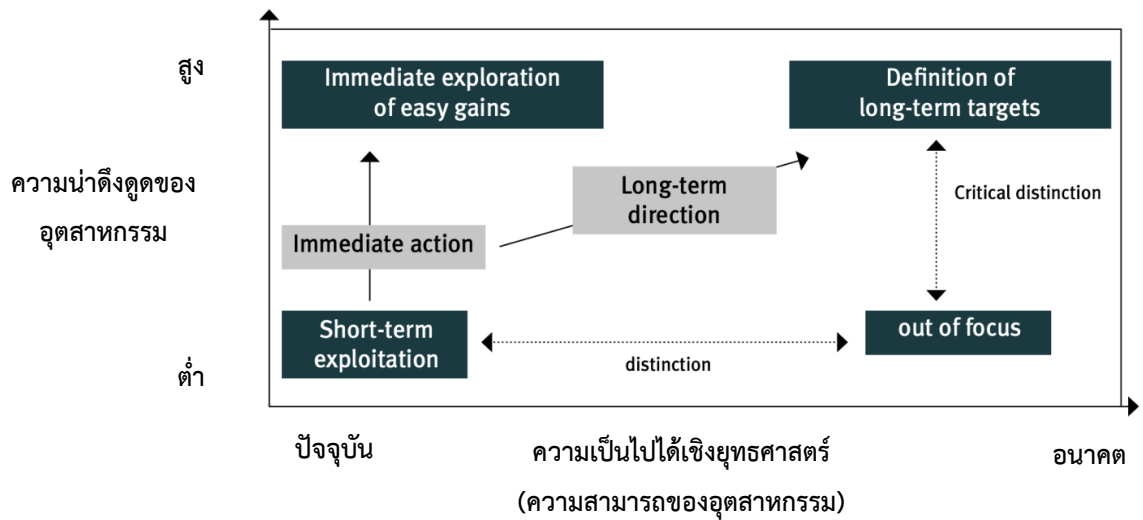 สูง
Immediate exploration
of easy gains
Definition of
long-term targets
ความน่าดึงดูดของ
อุตสาหกรรม
Long-term
direction
Critical distinction
Immediate action
Short-term
exploitation
out of focus
distinction
ต่ำ
ปัจจุบัน
ความเป็นไปได้เชิงยุทธศาสตร์
อนาคต
(ความสามารถของอุตสาหกรรม)